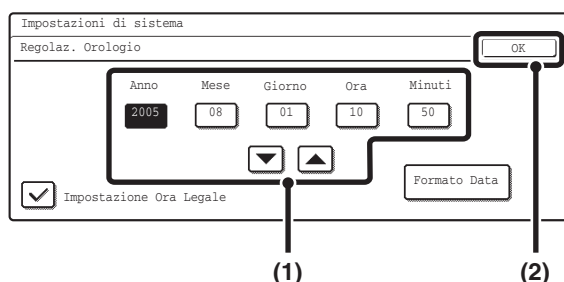 Impostazioni di sistema
Regolaz. Orologio
OK
Anno Mese Giorno Ora Minuti
2005 08 01 10 50
Formato Data
Impostazione Ora Legale
(1) (2)